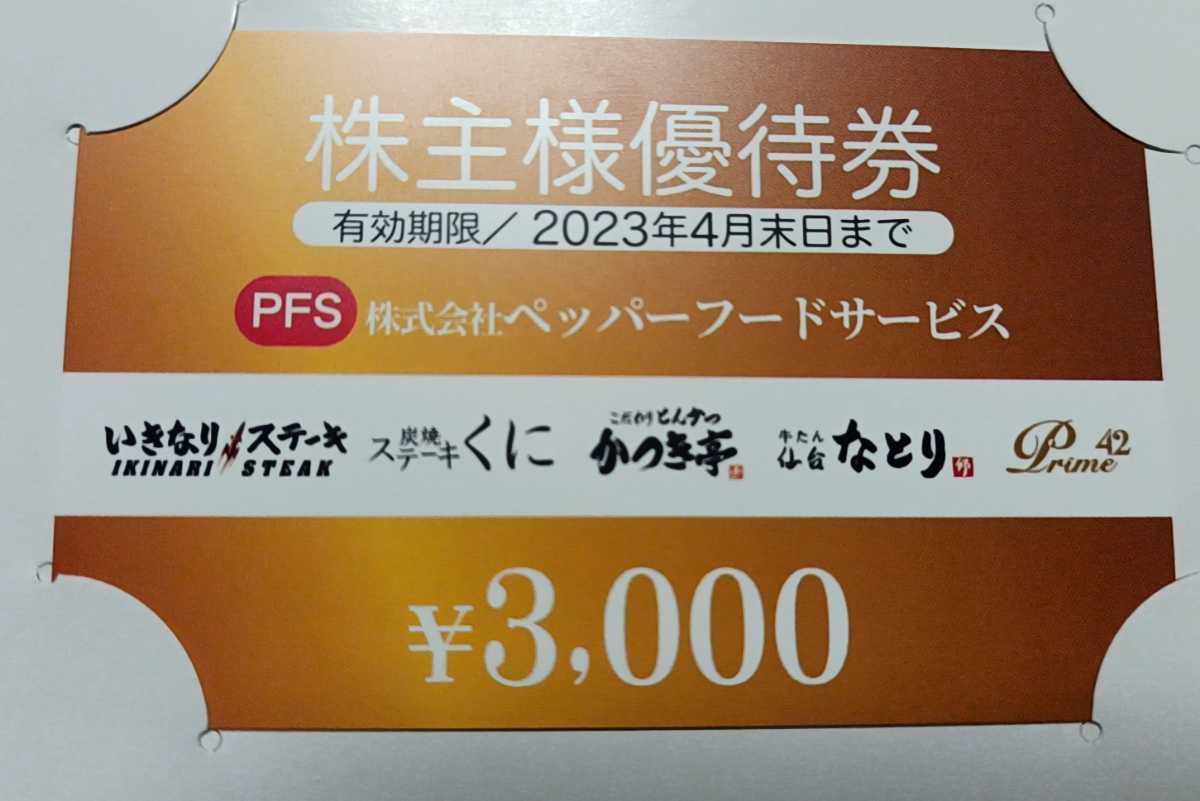 株主様優待券
有効期限／2023年4月末日まで
PFS 株式会社ペッパーフードサービス
いきなりステーキ
IKINARI STEAK
炭焼
ステーキくに
こだわりとんかつ
かつき亭
牛たん
仙台 なとり
Prime 42
¥3,000